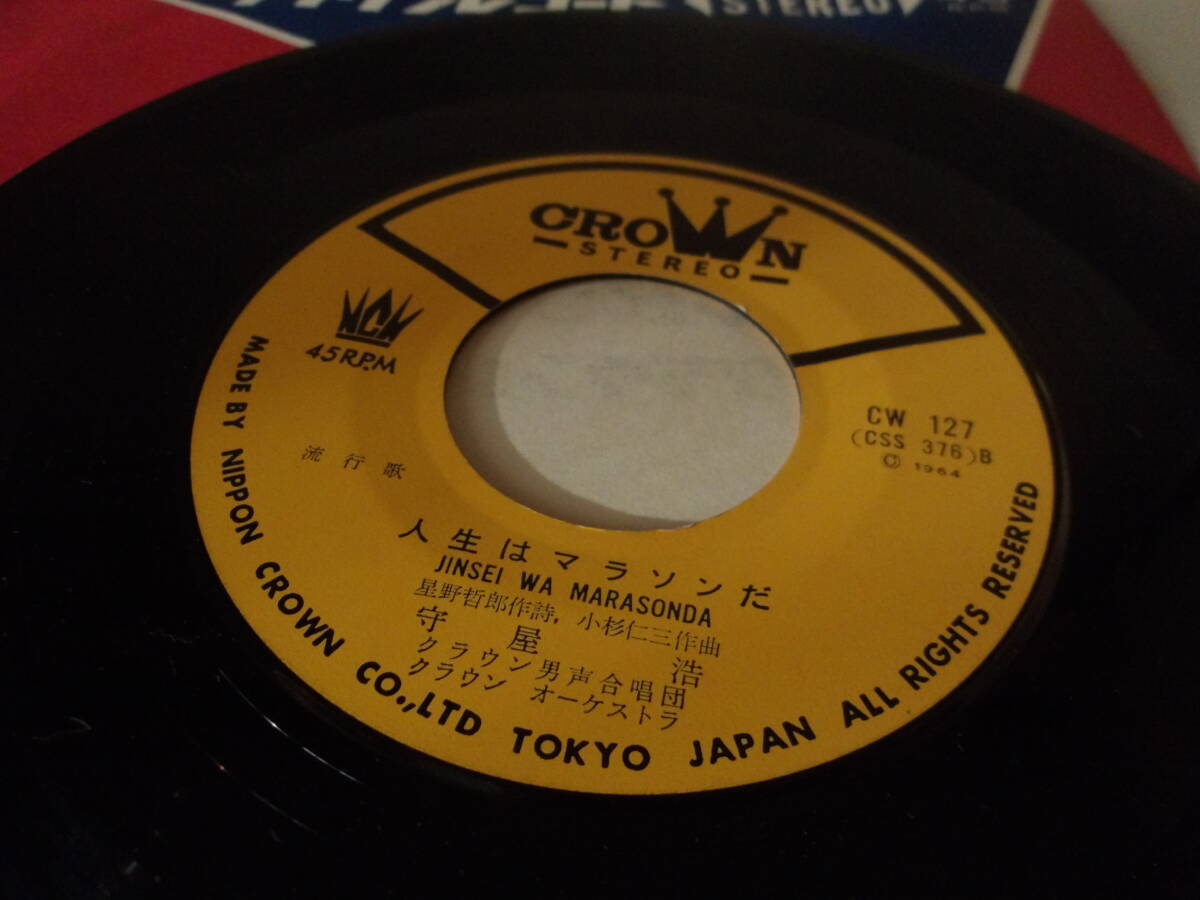 STEREO
CROWN
STEREO
NCW
45 R.P.M
CW 127
(CSS 376) B
© 1964
流行歌
人生はマラソンだ
JINSEI WA MARASONDA
星野哲郎作詩, 小杉仁三作曲
守屋 浩
クラウン男声合唱団
クラウン オーケストラ
MADE BY NIPPON CROWN CO.,LTD TOKYO JAPAN ALL RIGHTS RESERVED